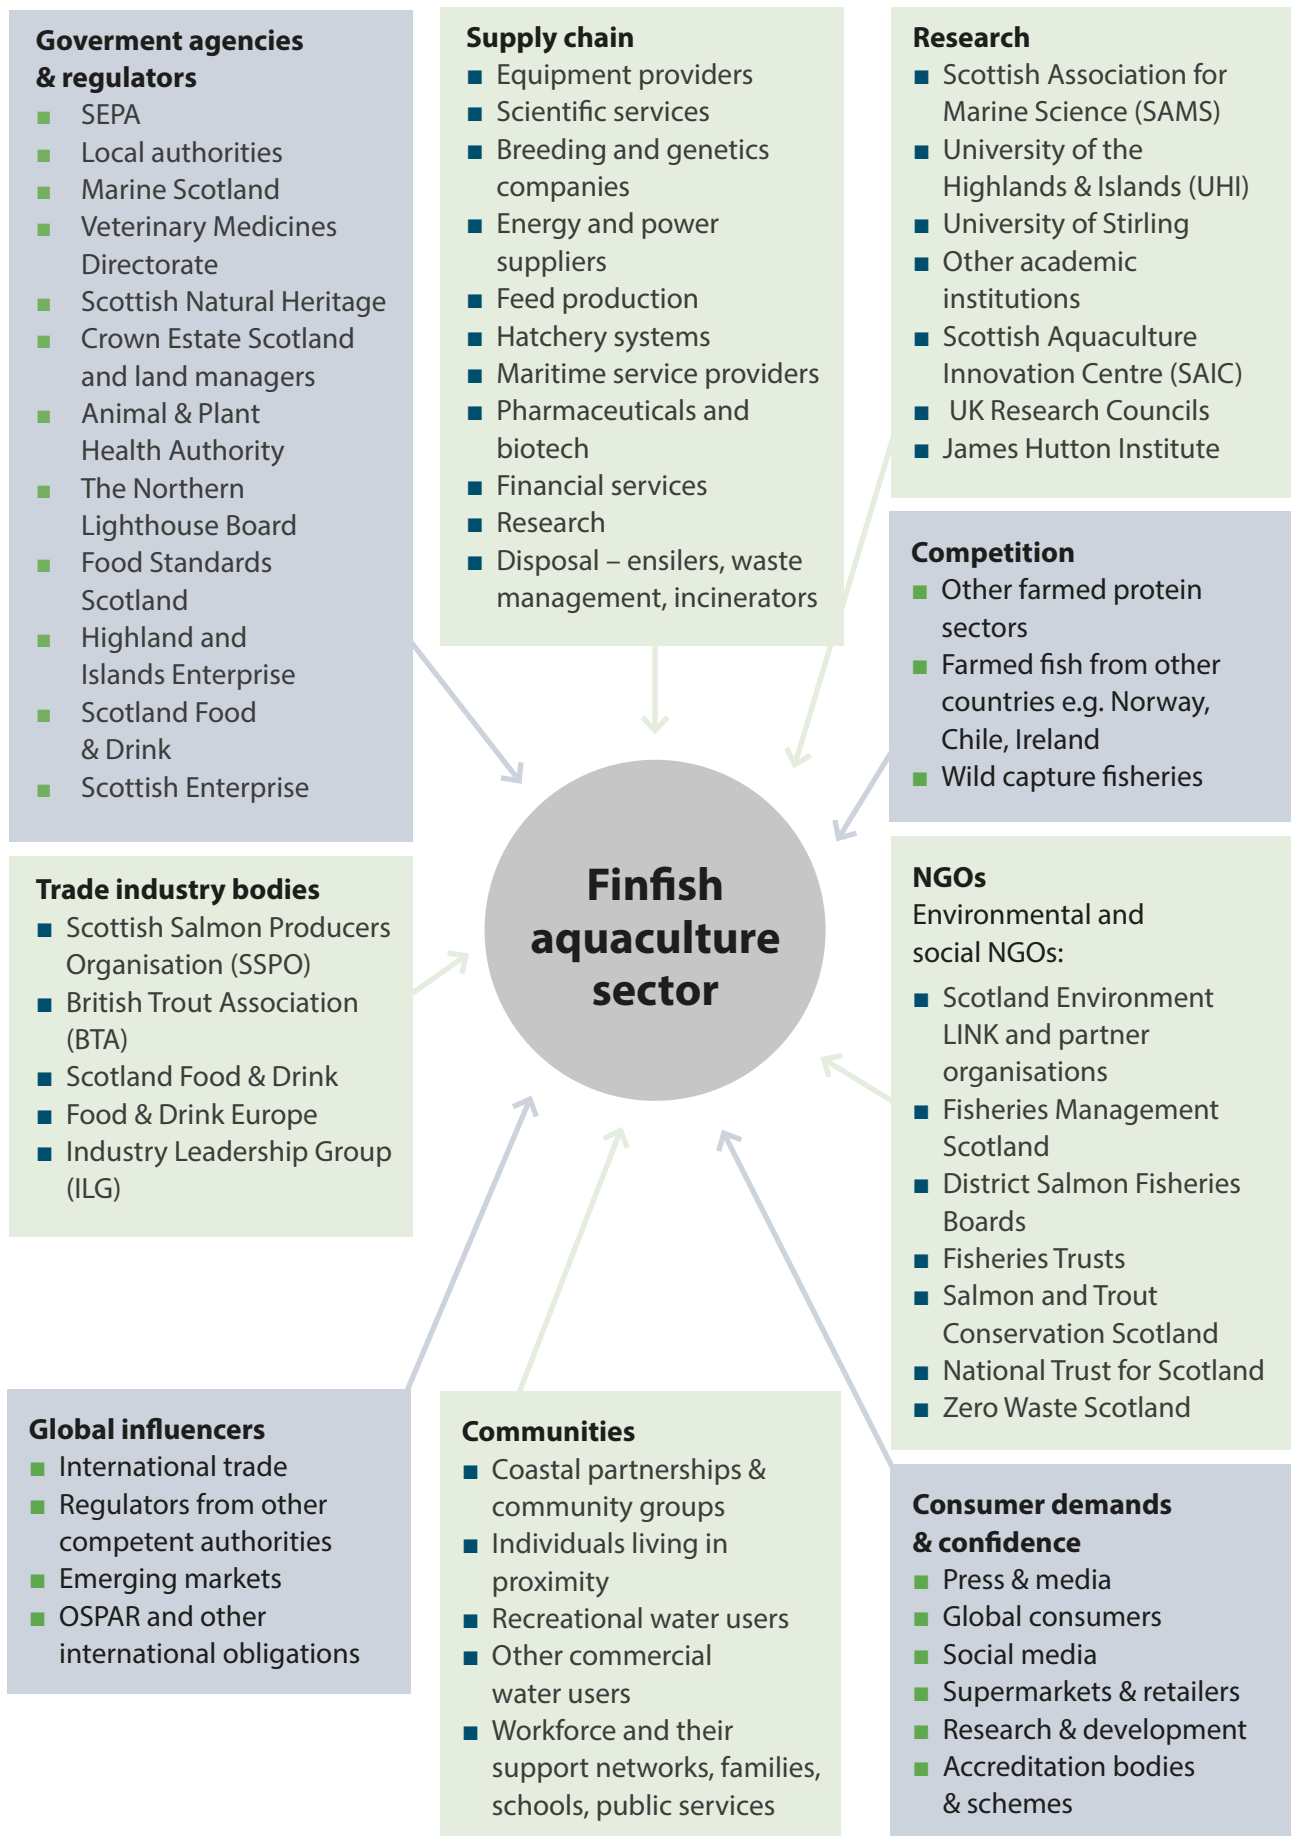 Goverment agencies
& regulators
SEPA
Local authorities
Marine Scotland
Veterinary Medicines
Directorate
Scottish Natural Heritage
Crown Estate Scotland
and land managers
Animal & Plant
Health Authority
The Northern
Lighthouse Board
Food Standards
Scotland
Highland and
Islands Enterprise
Scotland Food
& Drink
Scottish Enterprise
Supply chain
Equipment providers
Scientific services
Breeding and genetics
companies
Energy and power
suppliers
Feed production
Hatchery systems
Maritime service providers
Pharmaceuticals and
biotech
Financial services
Research
Disposal – ensilers, waste
management, incinerators
Research
Scottish Association for
Marine Science (SAMS)
University of the
Highlands & Islands (UHI)
University of Stirling
Other academic
institutions
Scottish Aquaculture
Innovation Centre (SAIC)
UK Research Councils
James Hutton Institute
Competition
Other farmed protein
sectors
Farmed fish from other
countries e.g. Norway,
Chile, Ireland
Wild capture fisheries
Trade industry bodies
Scottish Salmon Producers
Organisation (SSPO)
British Trout Association
(BTA)
Scotland Food & Drink
Food & Drink Europe
Industry Leadership Group
(ILG)
Finfish
aquaculture
sector
NGOs
Environmental and
social NGOs:
Scotland Environment
LINK and partner
organisations
Fisheries Management
Scotland
District Salmon Fisheries
Boards
Fisheries Trusts
Salmon and Trout
Conservation Scotland
National Trust for Scotland
Zero Waste Scotland
Global influencers
International trade
Regulators from other
competent authorities
Emerging markets
OSPAR and other
international obligations
Communities
Coastal partnerships &
community groups
Individuals living in
proximity
Recreational water users
Other commercial
water users
Workforce and their
support networks, families,
schools, public services
Consumer demands
& confidence
Press & media
Global consumers
Social media
Supermarkets & retailers
Research & development
Accreditation bodies
& schemes